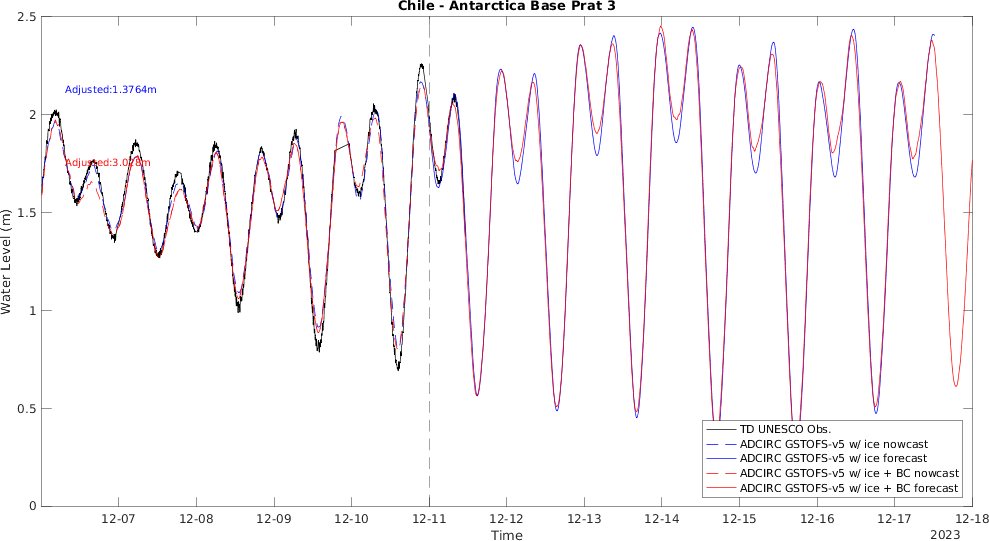 Chile - Antarctica Base Prat 3
2.5
Adjusted:1.3764m
2
Adjusted:3.028m
1.5
Water Level (m)
1
0.5
TD UNESCO Obs.
ADCIRC GSTOFS-v5 w/ ice nowcast
ADCIRC GSTOFS-v5 w/ ice forecast
ADCIRC GSTOFS-v5 w/ ice + BC nowcast
ADCIRC GSTOFS-v5 w/ ice + BC forecast
0
12-07 12-08 12-09 12-10 12-11 12-12 12-13 12-14 12-15 12-16 12-17 12-18
Time
2023